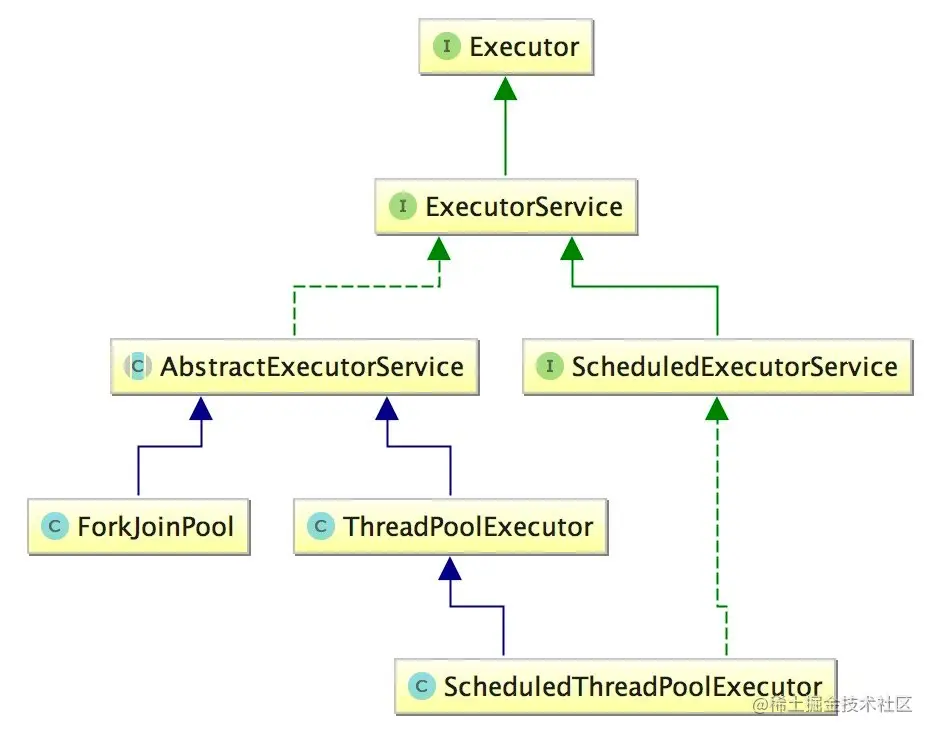 I Executor
I ExecutorService
C AbstractExecutorService
I ScheduledExecutorService
C ForkJoinPool
C ThreadPoolExecutor
C ScheduledThreadPoolExecutor
@稀土掘金技术社区